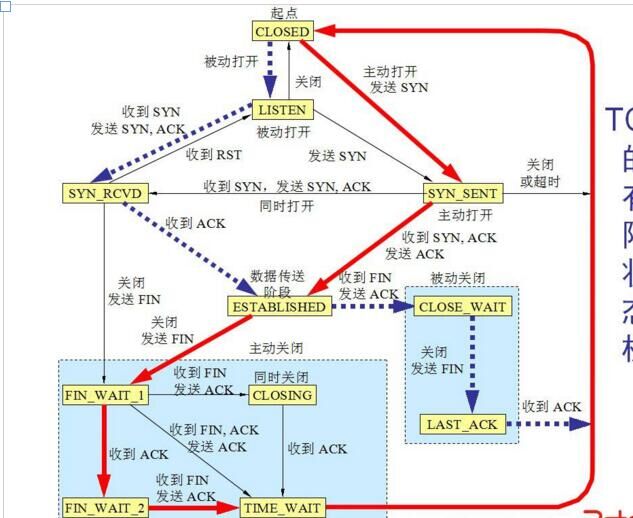 起点
CLOSED
被动打开
关闭
主动打开
发送 SYN
LISTEN
被动打开
收到 SYN
发送 SYN, ACK
收到 RST
发送 SYN
SYN_RCVD
收到 SYN，发送 SYN, ACK
同时打开
SYN_SENT
主动打开
关闭
或超时
收到 ACK
收到 SYN, ACK
发送 ACK
关闭
发送 FIN
数据传送
阶段
ESTABLISHED
收到 FIN
发送 ACK
被动关闭
CLOSE_WAIT
关闭
发送 FIN
主动关闭
关闭
发送 FIN
LAST_ACK
收到 ACK
FIN_WAIT_1
收到 FIN
发送 ACK
同时关闭
CLOSING
收到 ACK
收到 FIN, ACK
发送 ACK
收到 ACK
FIN_WAIT_2
收到 FIN
发送 ACK
TIME_WAIT
的
有
状
态